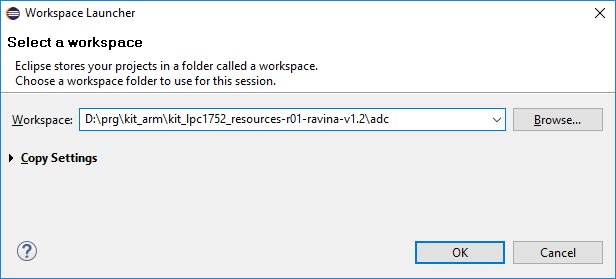 Workspace Launcher
Select a workspace
Eclipse stores your projects in a folder called a workspace.
Choose a workspace folder to use for this session.
Workspace: D:\prg\kit_arm\kit_lpc1752_resources-r01-ravina-v1.2\adc Browse...
Copy Settings
? OK Cancel